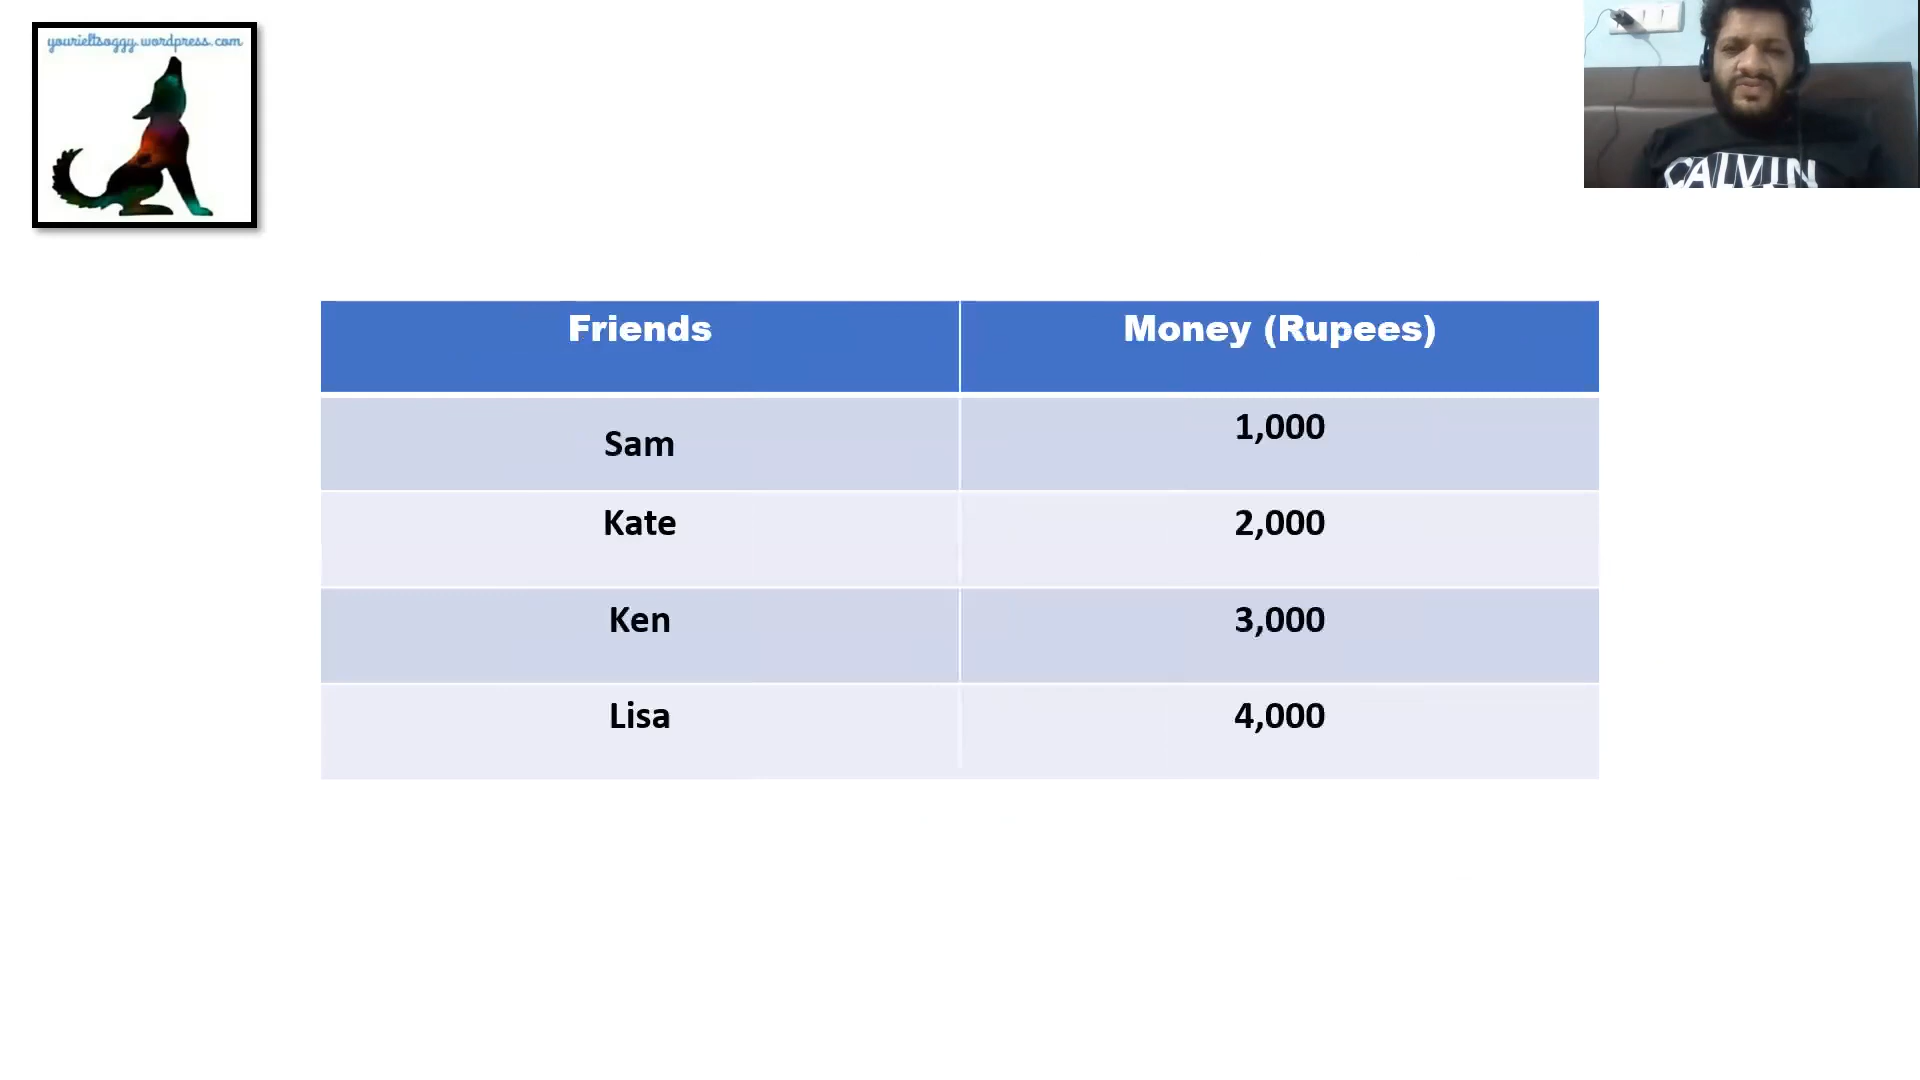 yourieltsoggy.wordpress.com
CALVIN
Friends Money (Rupees)
Sam 1,000
Kate 2,000
Ken 3,000
Lisa 4,000